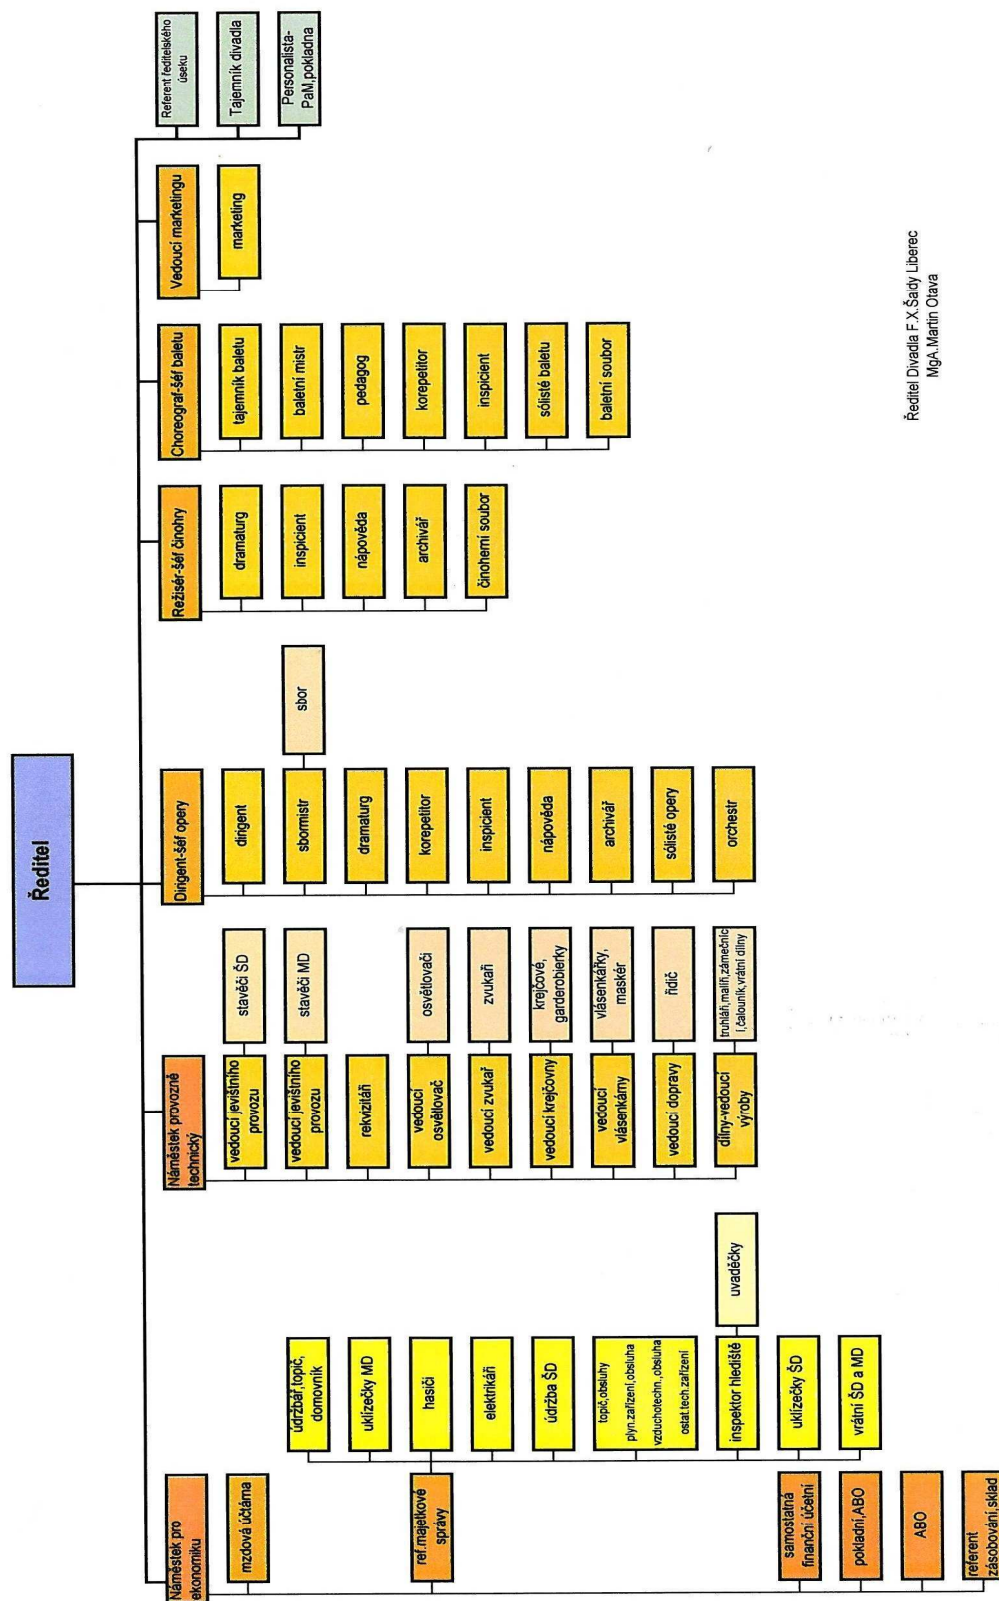 Ředitel
Náměstek pro
ekonomiku
mzdová účtárna
ref.majetkové
správy
údržbář,topič,
domovník
uklízečky MD
hasiči
elektrikáři
údržba ŠD
topič,obsluhy
plyn.zařízení,obsluha
vzduchotechn.,obsluha
ostat.tech.zařízení
inspektor hlediště
uvaděčky
uklízečky ŠD
vrátní ŠD a MD
samostatná
finanční účetní
pokladní,ABO
ABO
referent
zásobování,sklad
Náměstek provozně
technický
vedoucí jevištního
provozu
stavěči ŠD
vedoucí jevištního
provozu
stavěči MD
rekvizitáři
vedoucí
osvětlovač
osvětlovači
vedoucí zvukař
zvukaři
vedoucí krejčovny
krejčové,
garderobierky
vedoucí
vlásenkárny
vlásenkářky,
maskér
vedoucí dopravy
řidič
dílny-vedoucí
výroby
truhláři,malíři,zámečníc
i,čalouník,vrátní dílny
Dirigent-šéf opery
dirigent
sbormistr
sbor
dramaturg
korepetitor
inspicient
nápověda
archivář
sólisté opery
orchestr
Režisér-šéf činohry
dramaturg
inspicient
nápověda
archivář
činoherní soubor
Choreograf-šéf baletu
tajemník baletu
baletní mistr
pedagog
korepetitor
inspicient
sólisté baletu
baletní soubor
Vedoucí marketingu
marketing
Referent ředitelského
úseku
Tajemník divadla
Personalista-
PaM,pokladna
Ředitel Divadla F.X.Šaldy Liberec
MgA.Martin Otava